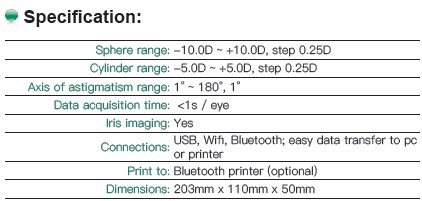 Specification:
Sphere range: –10.0D ~ +10.0D, step 0.25D
Cylinder range: –5.0D ~ +5.0D, step 0.25D
Axis of astigmatism range: 1˚ ~ 180˚, 1˚
Data acquisition time: <1s / eye
Iris imaging: Yes
Connections: USB, Wifi, Bluetooth; easy data transfer to pc
or printer
Print to: Bluetooth printer (optional)
Dimensions: 203mm x 110mm x 50mm